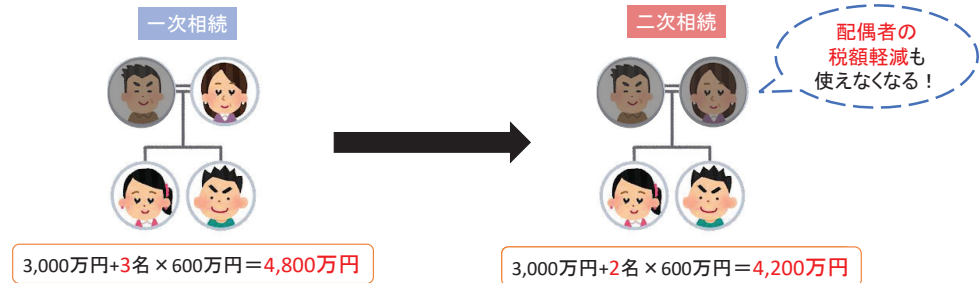 一次相続
二次相続
配偶者の
税額軽減も
使えなくなる！
3,000万円+3名×600万円＝4,800万円
3,000万円+2名×600万円＝4,200万円